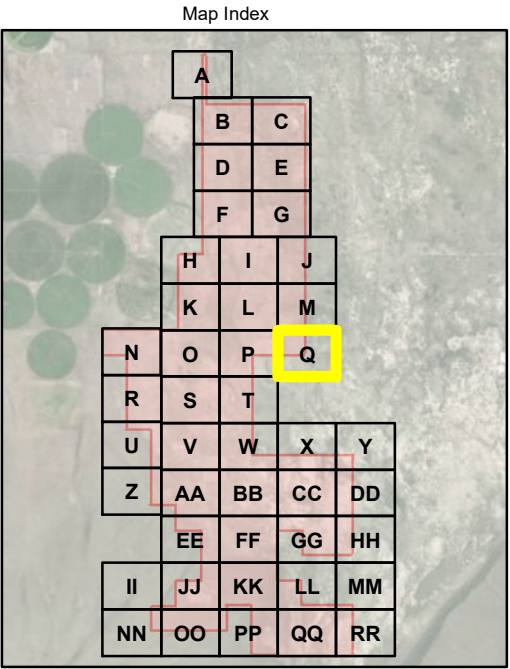 Map Index
A
B C
D E
F G
H I J
K L M
N O P Q
R S T
U V W X Y
Z AA BB CC DD
EE FF GG HH
II JJ KK LL MM
NN OO PP QQ RR